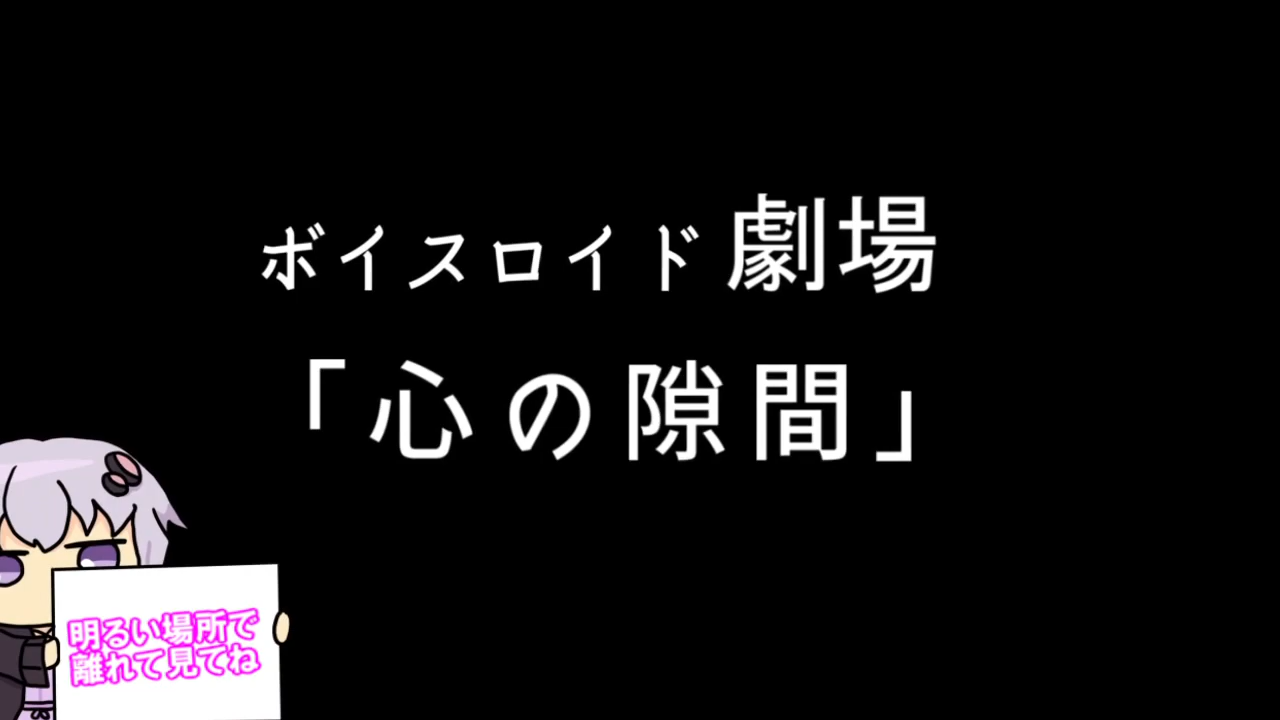 ボイスロイド劇場
「心の隙間」
明るい場所で
離れて見てね